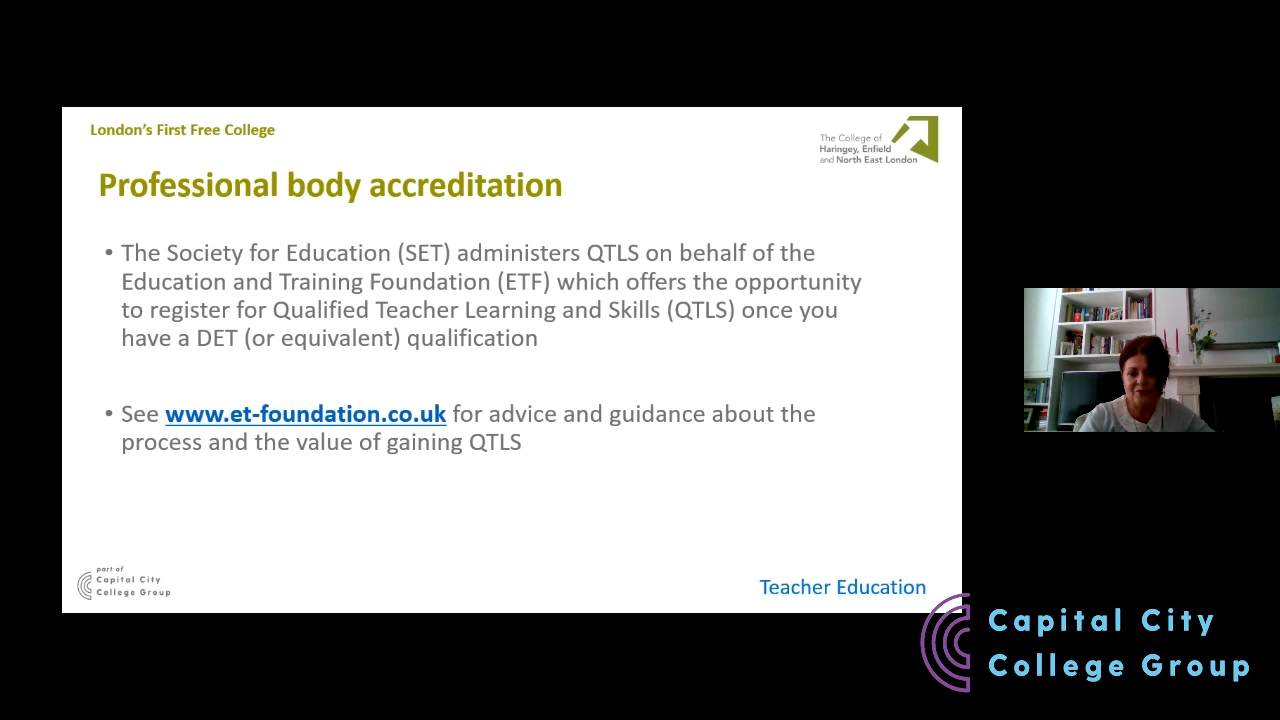 London's First Free College
The College of
Haringey, Enfield
and North East London
Professional body accreditation
• The Society for Education (SET) administers QTLS on behalf of the
Education and Training Foundation (ETF) which offers the opportunity
to register for Qualified Teacher Learning and Skills (QTLS) once you
have a DET (or equivalent) qualification
• See www.et-foundation.co.uk for advice and guidance about the
process and the value of gaining QTLS
part of
Capital City
College Group
Teacher Education
Capital City
College Group